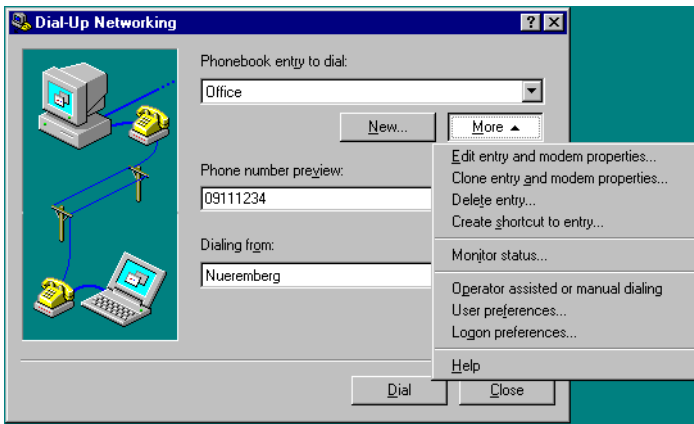 Dial-Up Networking
Phonebook entry to dial:
Office
New... More
Edit entry and modem properties...
Clone entry and modem properties...
Delete entry...
Create shortcut to entry...
Monitor status...
Operator assisted or manual dialing
User preferences...
Logon preferences...
Help
Phone number preview:
09111234
Dialing from:
Nueremberg
Dial Close